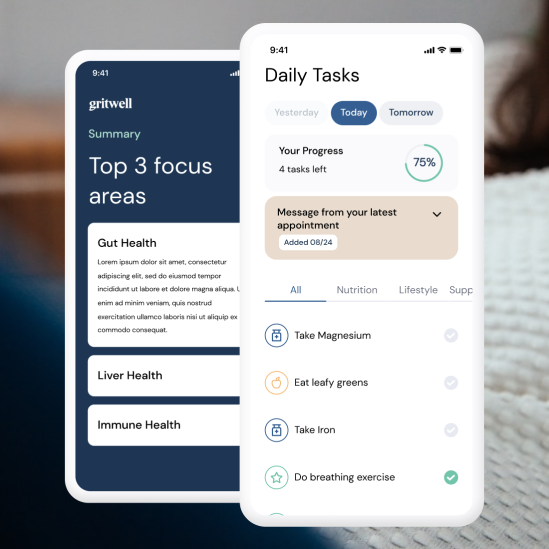 9:41
gritwell
Summary
Top 3 focus
areas
Gut Health
Lorem ipsum dolor sit amet, consectetur
adipiscing elit, sed do eiusmod tempor
incididunt ut labore et dolore magna aliqua. U
enim ad minim veniam, quis nostrud
exercitation ullamco laboris nisi ut aliquip ex
commodo consequat.
Liver Health
Immune Health
9:41
Daily Tasks
Yesterday Today Tomorrow
Your Progress
4 tasks left
75%
Message from your latest
appointment
Added 08/24
All Nutrition Lifestyle Supp
Take Magnesium
Eat leafy greens
Take Iron
Do breathing exercise